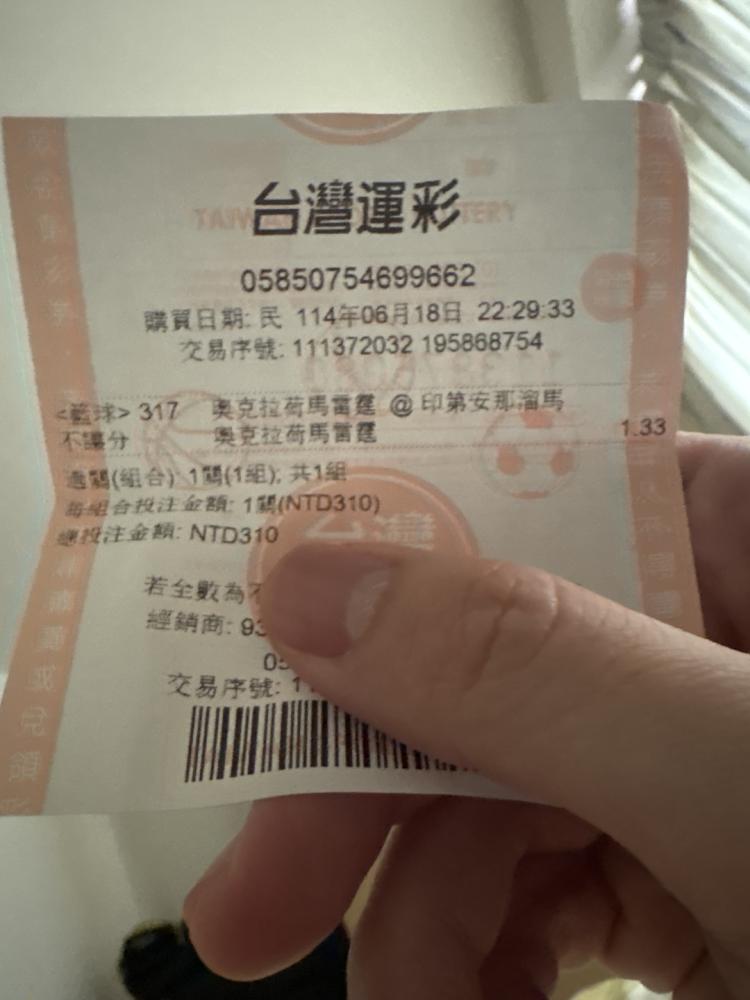 台灣運彩
05850754699662
購買日期: 民 114年06月18日 22:29:33
交易序號: 111372032 195868754
<籃球> 317 奧克拉荷馬雷霆 @ 印第安那溜馬
不讓分 奧克拉荷馬雷霆 1.33
過關(組合): 1關(1組); 共1組
每組合投注金額: 1關(NTD310)
總投注金額: NTD310
若全數為不
經銷商: 93
05
交易序號: 11